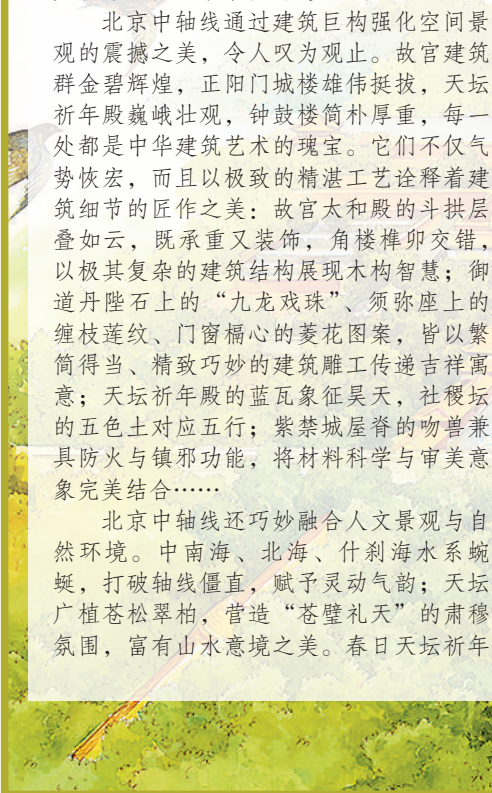 北京中轴线通过建筑巨构强化空间景
观的震撼之美，令人叹为观止。故宫建筑
群金碧辉煌，正阳门城楼雄伟挺拔，天坛
祈年殿巍峨壮观，钟鼓楼简朴厚重，每一
处都是中华建筑艺术的瑰宝。它们不仅气
势恢宏，而且以极致的精湛工艺诠释着建
筑细节的匠作之美：故宫太和殿的斗拱层
叠如云，既承重又装饰，角楼榫卯交错，
以极其复杂的建筑结构展现木构智慧；御
道丹陛石上的“九龙戏珠”、须弥座上的
缠枝莲纹、门窗槅心的菱花图案，皆以繁
简得当、精致巧妙的建筑雕工传递吉祥寓
意；天坛祈年殿的蓝瓦象征昊天，社稷坛
的五色土对应五行；紫禁城屋脊的吻兽兼
具防火与镇邪功能，将材料科学与审美意
象完美结合……
北京中轴线还巧妙融合人文景观与自
然环境。中南海、北海、什刹海水系蜿
蜒，打破轴线僵直，赋予灵动气韵；天坛
广植苍松翠柏，营造“苍璧礼天”的肃穆
氛围，富有山水意境之美。春日天坛祈年